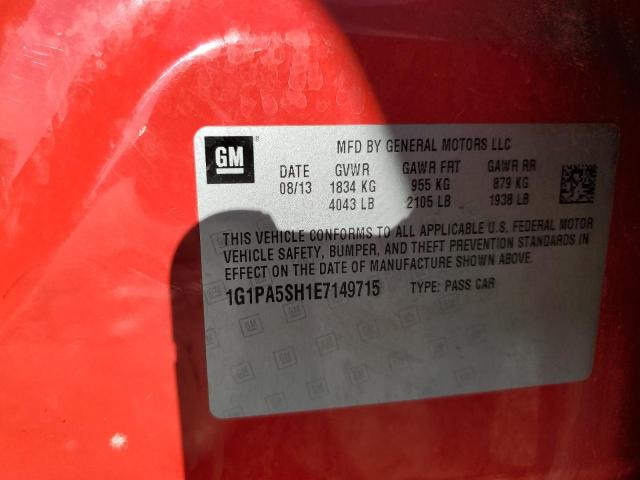 GM
MFD BY GENERAL MOTORS LLC
DATE GVWR GAWR FRT GAWR RR
08/13 1834 KG 955 KG 879 KG
4043 LB 2105 LB 1938 LB
THIS VEHICLE CONFORMS TO ALL APPLICABLE U.S. FEDERAL MOTOR
VEHICLE SAFETY, BUMPER, AND THEFT PREVENTION STANDARDS IN
EFFECT ON THE DATE OF MANUFACTURE SHOWN ABOVE.
1G1PA5SH1E7149715 TYPE: PASS CAR